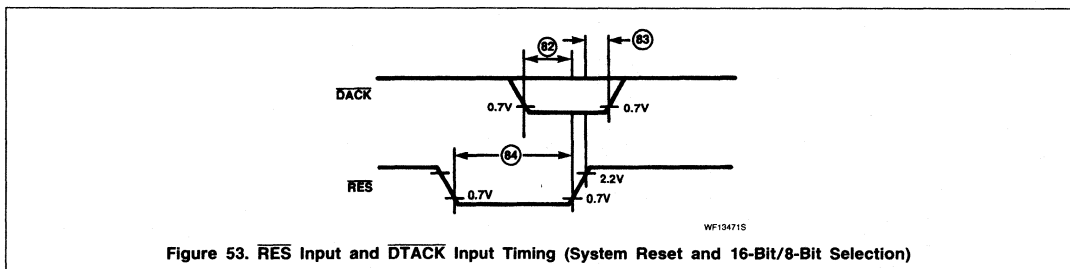 82
83
DACK
0.7V
0.7V
84
RES
2.2V
0.7V
0.7V
WF13471S
Figure 53. RES Input and DTACK Input Timing (System Reset and 16-Bit/8-Bit Selection)